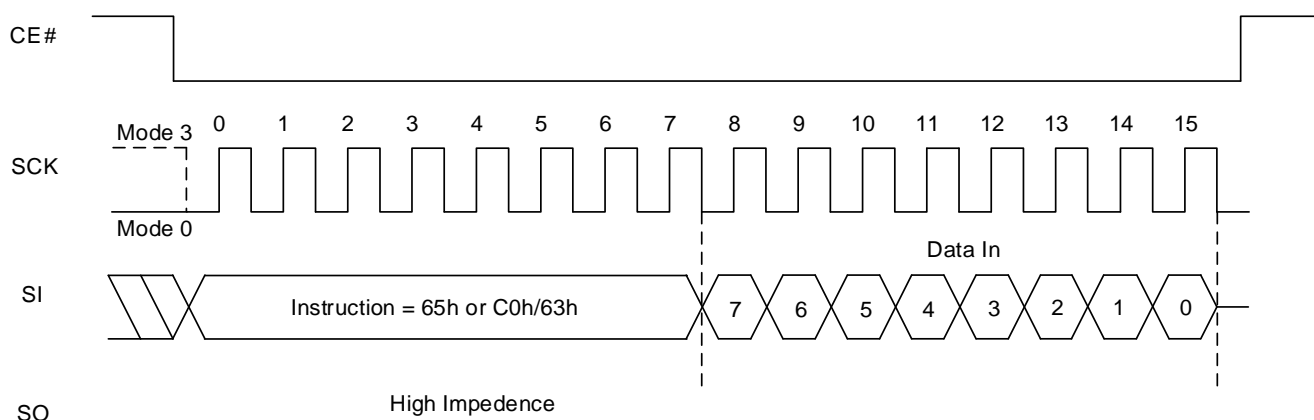 CE#
0 1 2 3 4 5 6 7 8 9 10 11 12 13 14 15
Mode 3
SCK
Mode 0
Data In
SI
Instruction = 65h or C0h/63h
7 6 5 4 3 2 1 0
High Impedence
SO